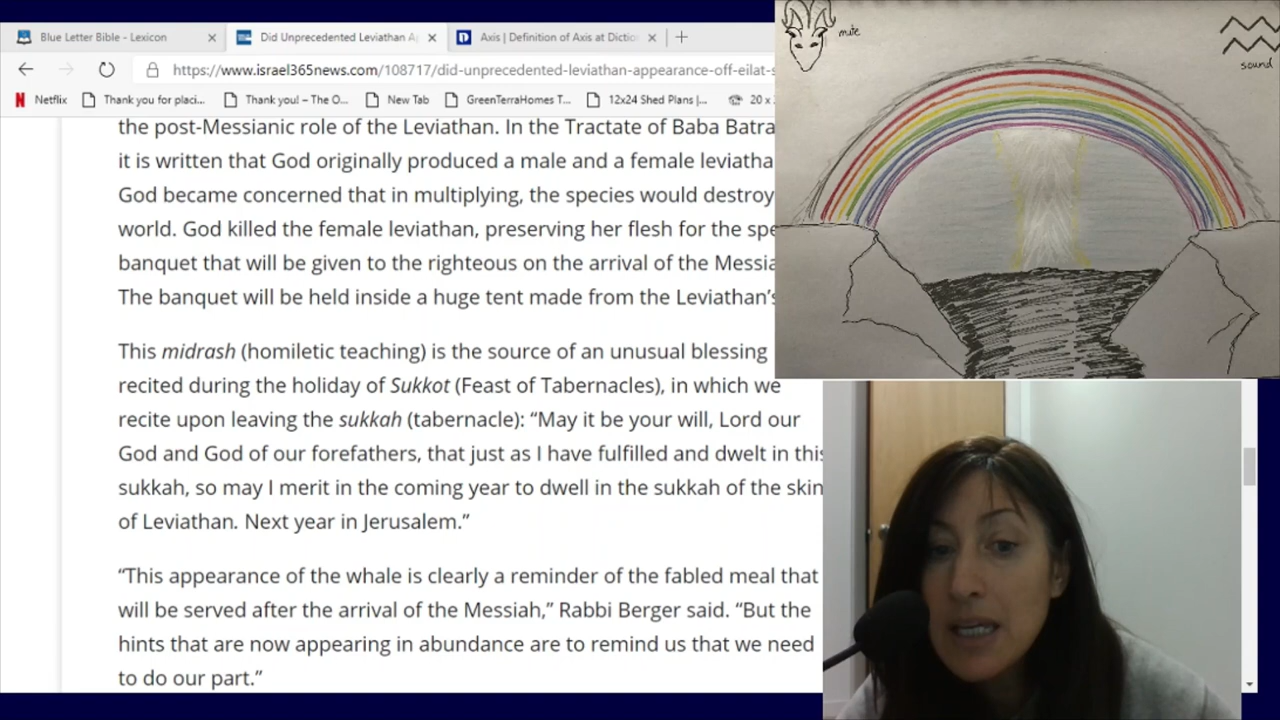 Blue Letter Bible - Lexicon
Did Unprecedented Leviathan Ap
Axis | Definition of Axis at Dictio
https://www.israel365news.com/108717/did-unprecedented-leviathan-appearance-off-eilat-s
Netflix
Thank you for placi...
Thank you! – The O...
New Tab
GreenTerraHomes T...
12x24 Shed Plans |...
20 x
mute
sound
the post-Messianic role of the Leviathan. In the Tractate of Baba Batra
it is written that God originally produced a male and a female leviatha
God became concerned that in multiplying, the species would destroy
world. God killed the female leviathan, preserving her flesh for the spe
banquet that will be given to the righteous on the arrival of the Messia
The banquet will be held inside a huge tent made from the Leviathan's
This midrash (homiletic teaching) is the source of an unusual blessing
recited during the holiday of Sukkot (Feast of Tabernacles), in which we
recite upon leaving the sukkah (tabernacle): “May it be your will, Lord our
God and God of our forefathers, that just as I have fulfilled and dwelt in this
sukkah, so may I merit in the coming year to dwell in the sukkah of the skin
of Leviathan. Next year in Jerusalem.”
“This appearance of the whale is clearly a reminder of the fabled meal that
will be served after the arrival of the Messiah,” Rabbi Berger said. “But the
hints that are now appearing in abundance are to remind us that we need
to do our part.”